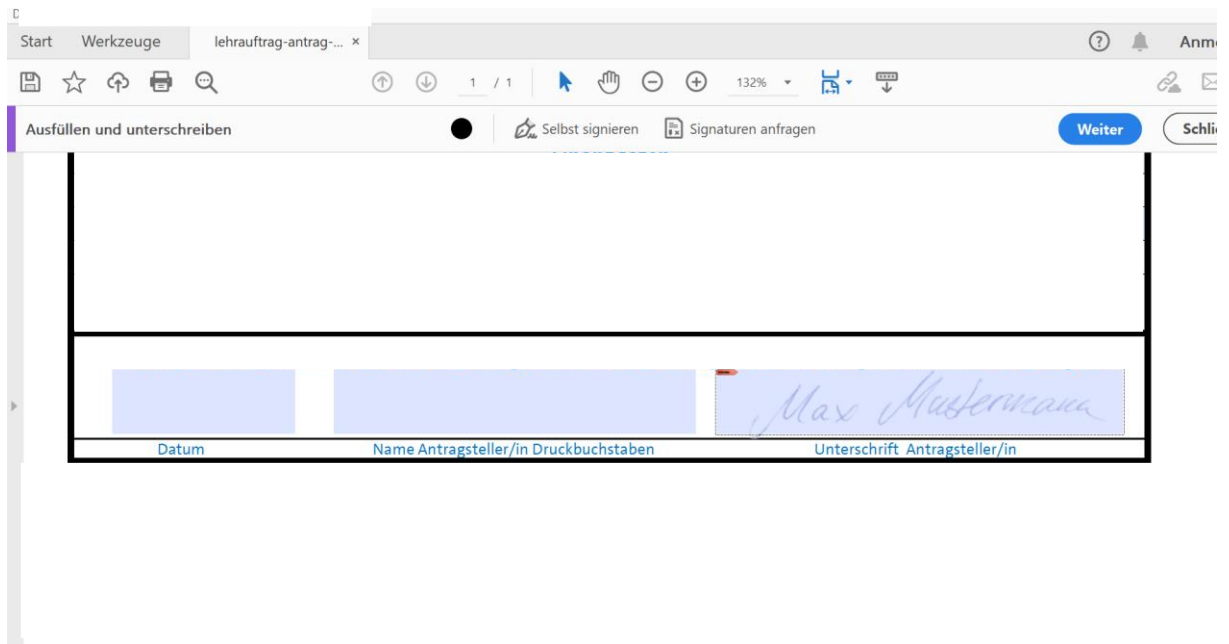 Start Werkzeuge lehrauftrag-antrag-... ×
1 / 1 132%
Ausfüllen und unterschreiben Selbst signieren Signaturen anfragen Weiter Schli
Anme
Max Mustermann
Datum Name Antragsteller/in Druckbuchstaben Unterschrift Antragsteller/in